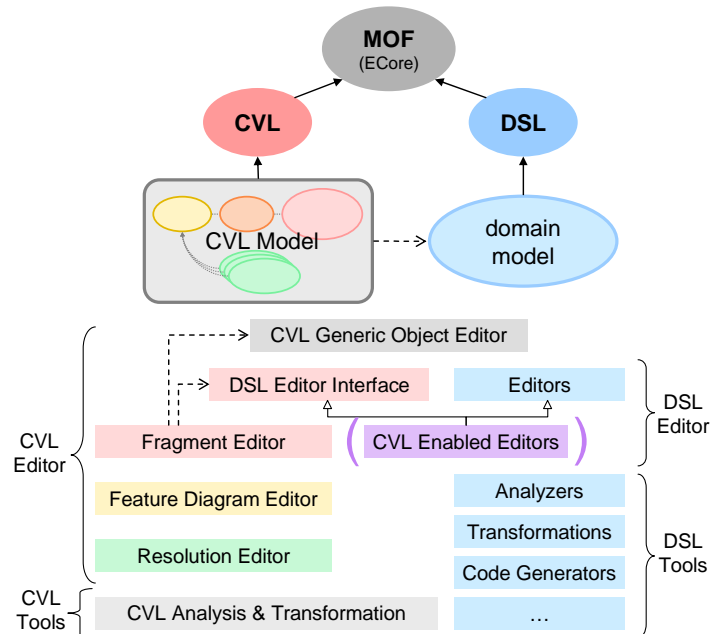 MOF
(ECore)
CVL
DSL
CVL Model
domain
model
CVL Generic Object Editor
DSL Editor Interface
Editors
DSL
Editor
CVL
Editor
Fragment Editor
( CVL Enabled Editors )
Feature Diagram Editor
Analyzers
Transformations
DSL
Tools
Resolution Editor
Code Generators
CVL
Tools
CVL Analysis & Transformation
…